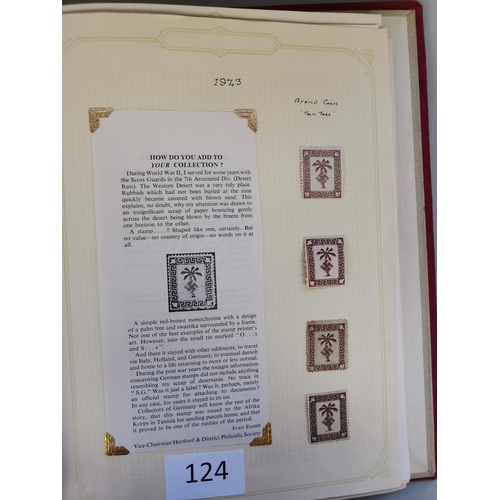 1943
AFRIKA CORPS
"PALM TREE"
HOW DO YOU ADD TO
YOUR COLLECTION?
During World War II, I served for some years with
the Scots Guards in the 7th Armoured Div. (Desert
Rats). The Western Desert was a very tidy place.
Rubbish which had not been buried at the time
quickly became covered with blown sand. This
explains, no doubt, why my attention was drawn to
an insignificant scrap of paper bouncing gently
across the desert being blown by the breeze from
one horizon to the other.
A stamp . . . . ? Shaped like one, certainly. But
no value—no country of origin—no words on it at
all.
A simple red-brown monochrome with a design
of a palm tree and swastika surrounded by a frame.
Not one of the best examples of the stamp printer's
art. However, into the small tin marked "O . . s
and S . . s".
And there it stayed with other oddments, to travel
via Italy, Holland, and Germany, to eventual demob
and home to a life returning to more or less normal.
During the post war years the meagre information
concerning German stamps did not include anything
resembling my scrap of desertiania. No trace in
"S.G." Was it just a label? Was it, perhaps, merely
an official stamp for attaching to documents?
In any case, for years it stayed in its tin.
Collectors of Germany will know the rest of the
story, that this stamp was issued to the Afrika
Korps in Tunisia for sending parcels home, and that
it proved to be one of the rarities of the period.
IVAN EAMES
Vice-Chairman Hertford & District Philatelic Society
124